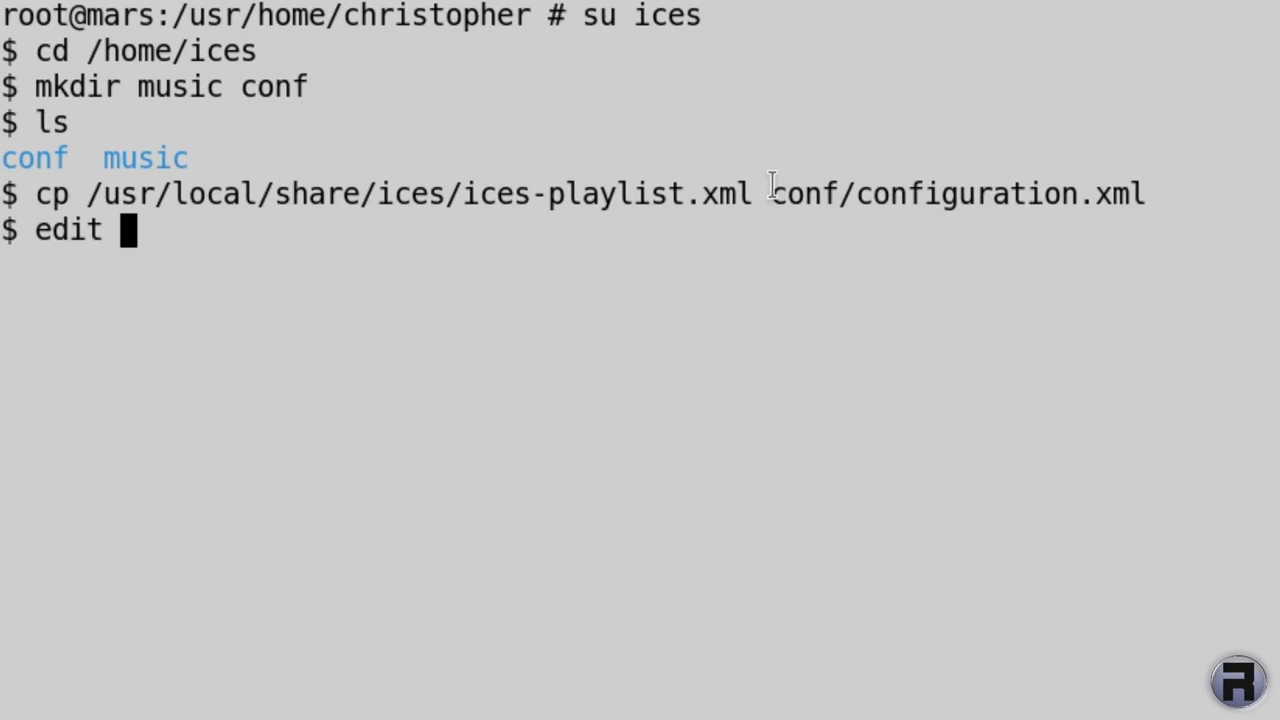 root@mars:/usr/home/christopher # su ices
$ cd /home/ices
$ mkdir music conf
$ ls
conf  music
$ cp /usr/local/share/ices/ices-playlist.xml conf/configuration.xml
$ edit
R